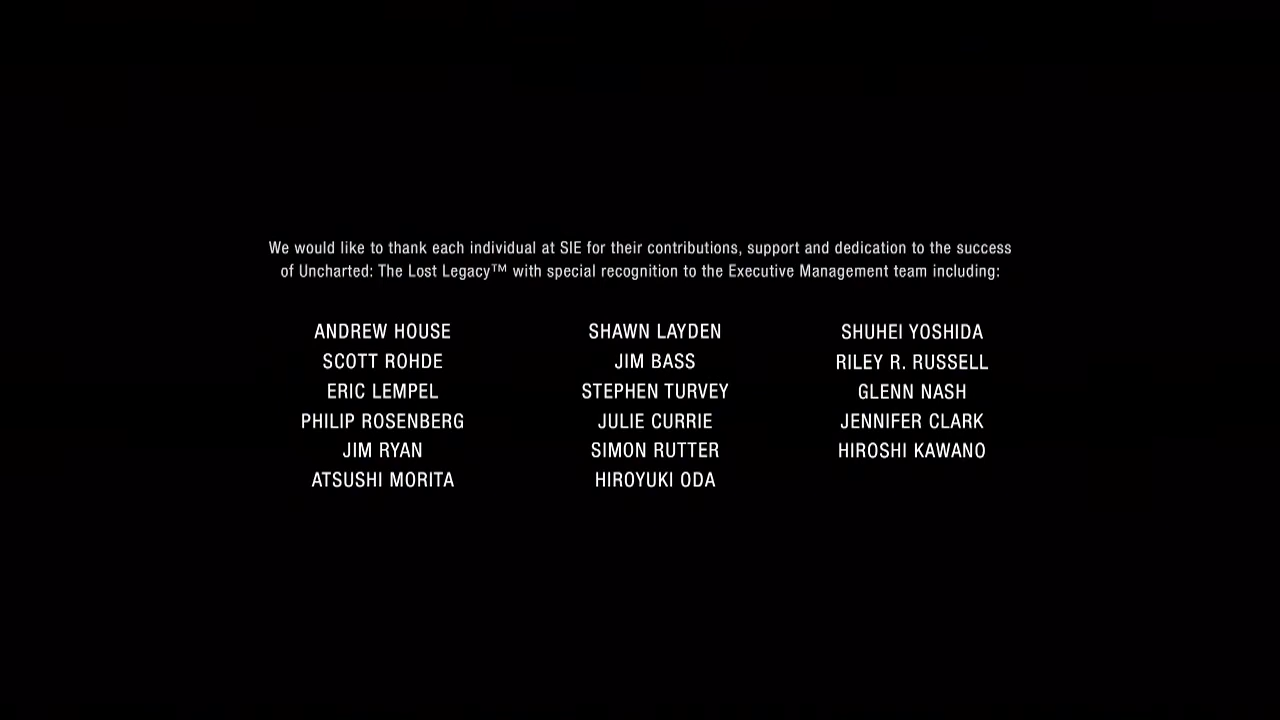 We would like to thank each individual at SIE for their contributions, support and dedication to the success
of Uncharted: The Lost Legacy™ with special recognition to the Executive Management team including:
ANDREW HOUSE SHAWN LAYDEN SHUHEI YOSHIDA
SCOTT ROHDE JIM BASS RILEY R. RUSSELL
ERIC LEMPEL STEPHEN TURVEY GLENN NASH
PHILIP ROSENBERG JULIE CURRIE JENNIFER CLARK
JIM RYAN SIMON RUTTER HIROSHI KAWANO
ATSUSHI MORITA HIROYUKI ODA